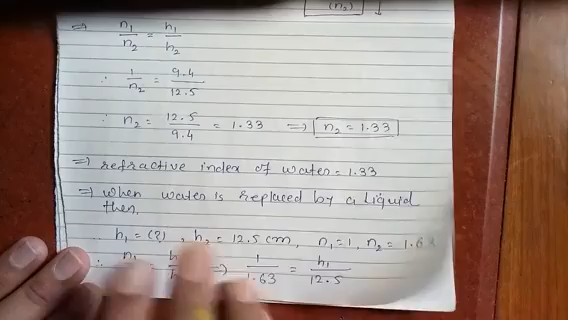 (n₂)
⇒ n₁/n₂ = h₁/h₂
∴ 1/n₂ = 9.4/12.5
∴ n₂ = 12.5/9.4 = 1.33 ⇒ n₂ = 1.33
⇒ refractive index of water = 1.33
⇒ when water is replaced by a Liquid
then,
h₁ = (?), h₂ = 12.5 cm, n₁=1, n₂ = 1.63
∴ n₁ = h ⇒ 1/1.63 = h₁/12.5